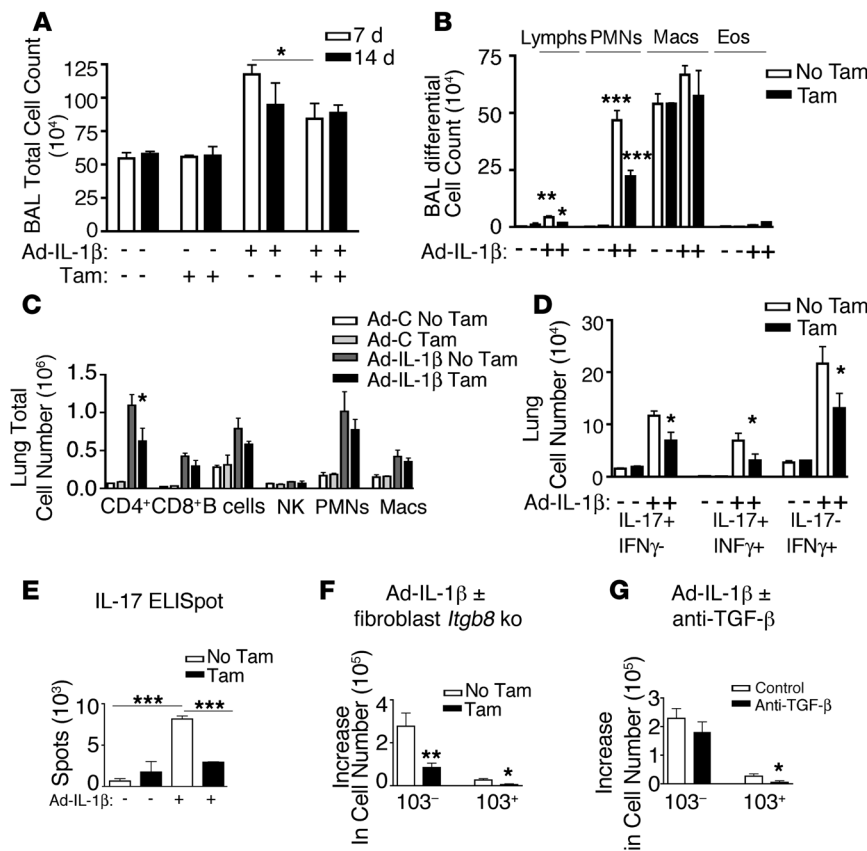 A
7 d
14 d
*
BAL Total Cell Count
(10⁴)
125
100
75
50
25
0
Ad-IL-1β: - - - - + + + +
Tam: - - + + - - + +
B
Lymphs PMNs Macs Eos
No Tam
Tam
BAL differential
Cell Count (10⁴)
75
50
25
0
** * *** ***
Ad-IL-1β: - - ++ - - ++ - - ++ - - ++
C
Ad-C No Tam
Ad-C Tam
Ad-IL-1β No Tam
Ad-IL-1β Tam
Lung Total
Cell Number (10⁶)
1.5
1.0
0.5
0
*
CD4⁺CD8⁺B cells NK PMNs Macs
D
No Tam
Tam
Lung
Cell Number (10⁴)
30
20
10
0
* * *
Ad-IL-1β: - - ++ - - ++ - - ++
IL-17+ IL-17+ IL-17-
IFNγ- INFγ+ IFNγ+
E
IL-17 ELISpot
No Tam
Tam
Spots (10³)
10
5
0
*** ***
Ad-IL-1β: - - + +
F
Ad-IL-1β ±
fibroblast Itgb8 ko
No Tam
Tam
Increase
In Cell Number (10⁵)
4
2
0
** *
103⁻ 103⁺
G
Ad-IL-1β ±
anti-TGF-β
Control
Anti-TGF-β
Increase
in Cell Number (10⁵)
3
2
1
0
*
103⁻ 103⁺